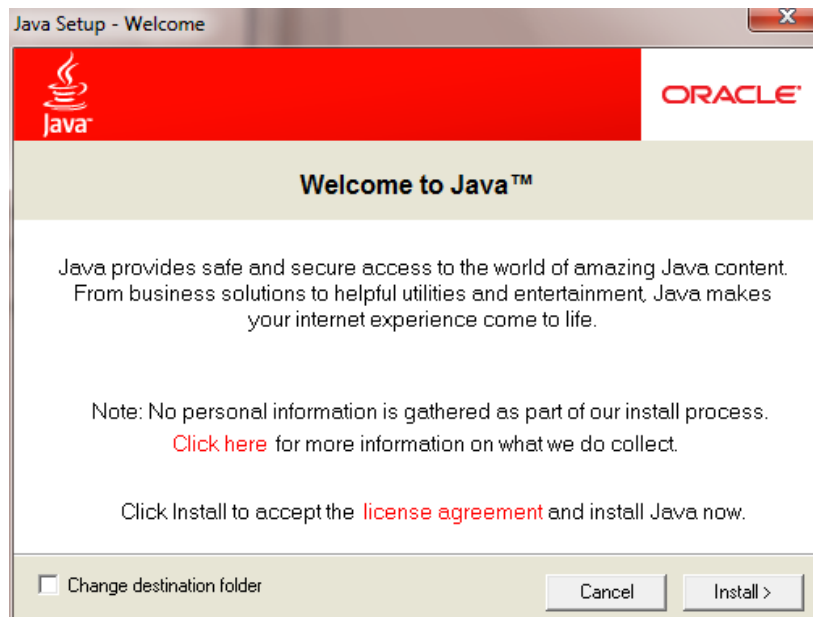 Java Setup - Welcome
Java™
ORACLE®
Welcome to Java™
Java provides safe and secure access to the world of amazing Java content.
From business solutions to helpful utilities and entertainment, Java makes
your internet experience come to life.
Note: No personal information is gathered as part of our install process.
Click here for more information on what we do collect.
Click Install to accept the license agreement and install Java now.
Change destination folder
Cancel
Install >